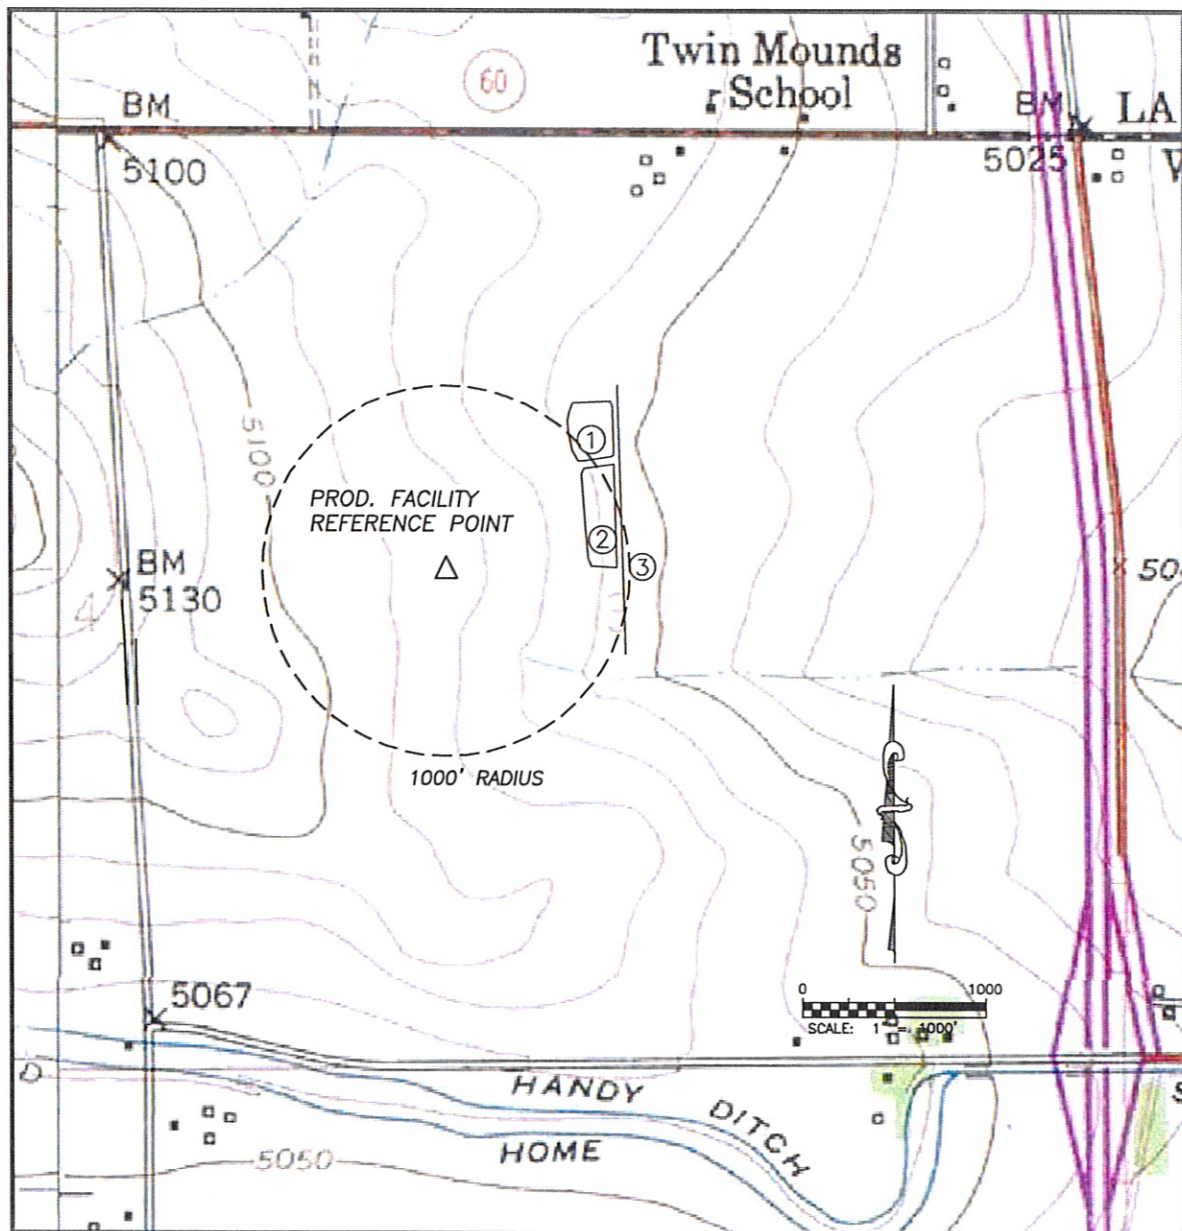 Twin Mounds
School
60
BM
5100
BM
5025
LA
5100
PROD. FACILITY
REFERENCE POINT
1
2
3
BM
5130
4
1000' RADIUS
5050
5067
0 1000
SCALE: 1" = 1000'
HANDY
DITCH
HOME
5050